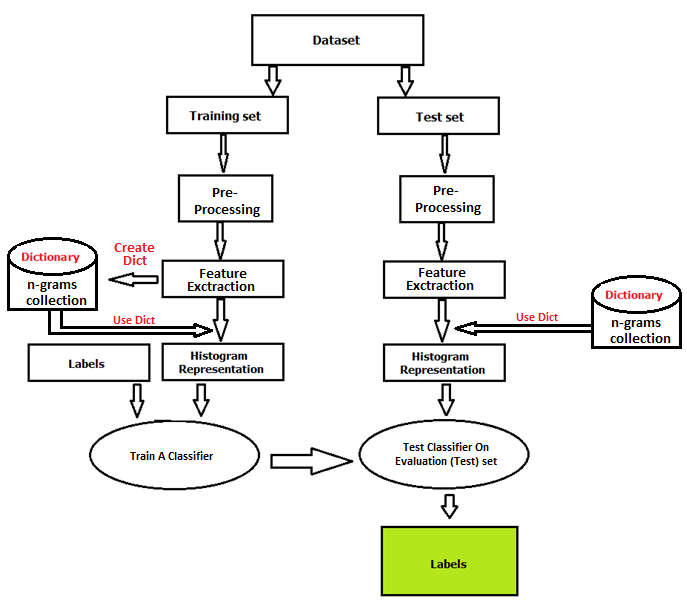 Dataset
Training set
Test set
Pre-
Processing
Pre-
Processing
Create
Dict
Dictionary
n-grams
collection
Feature
Exctraction
Feature
Exctraction
Dictionary
n-grams
collection
Use Dict
Use Dict
Labels
Histogram
Representation
Histogram
Representation
Train A Classifier
Test Classifier On
Evaluation (Test) set
Labels